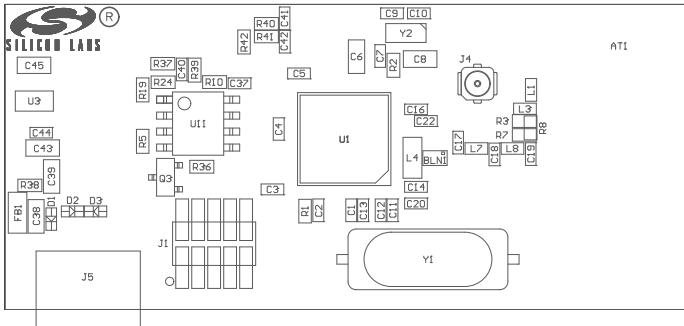 ®
SILICON LABS
C41
R40
R41
R42
C42
C9
C10
Y2
C6
C7
R2
C8
AT1
C45
R37
C40
R39
R24
R10
C37
C5
J4
L1
U3
R19
U11
C16
C22
L3
R3
R7
R8
C44
C43
R5
C4
U1
L4
BLN1
C17
L7
C18
L8
C19
R38
C39
Q3
R36
C3
C14
C20
FB1
C38
D1
D2
D3
R1
C2
C1
C13
C12
C11
J1
Y1
J5